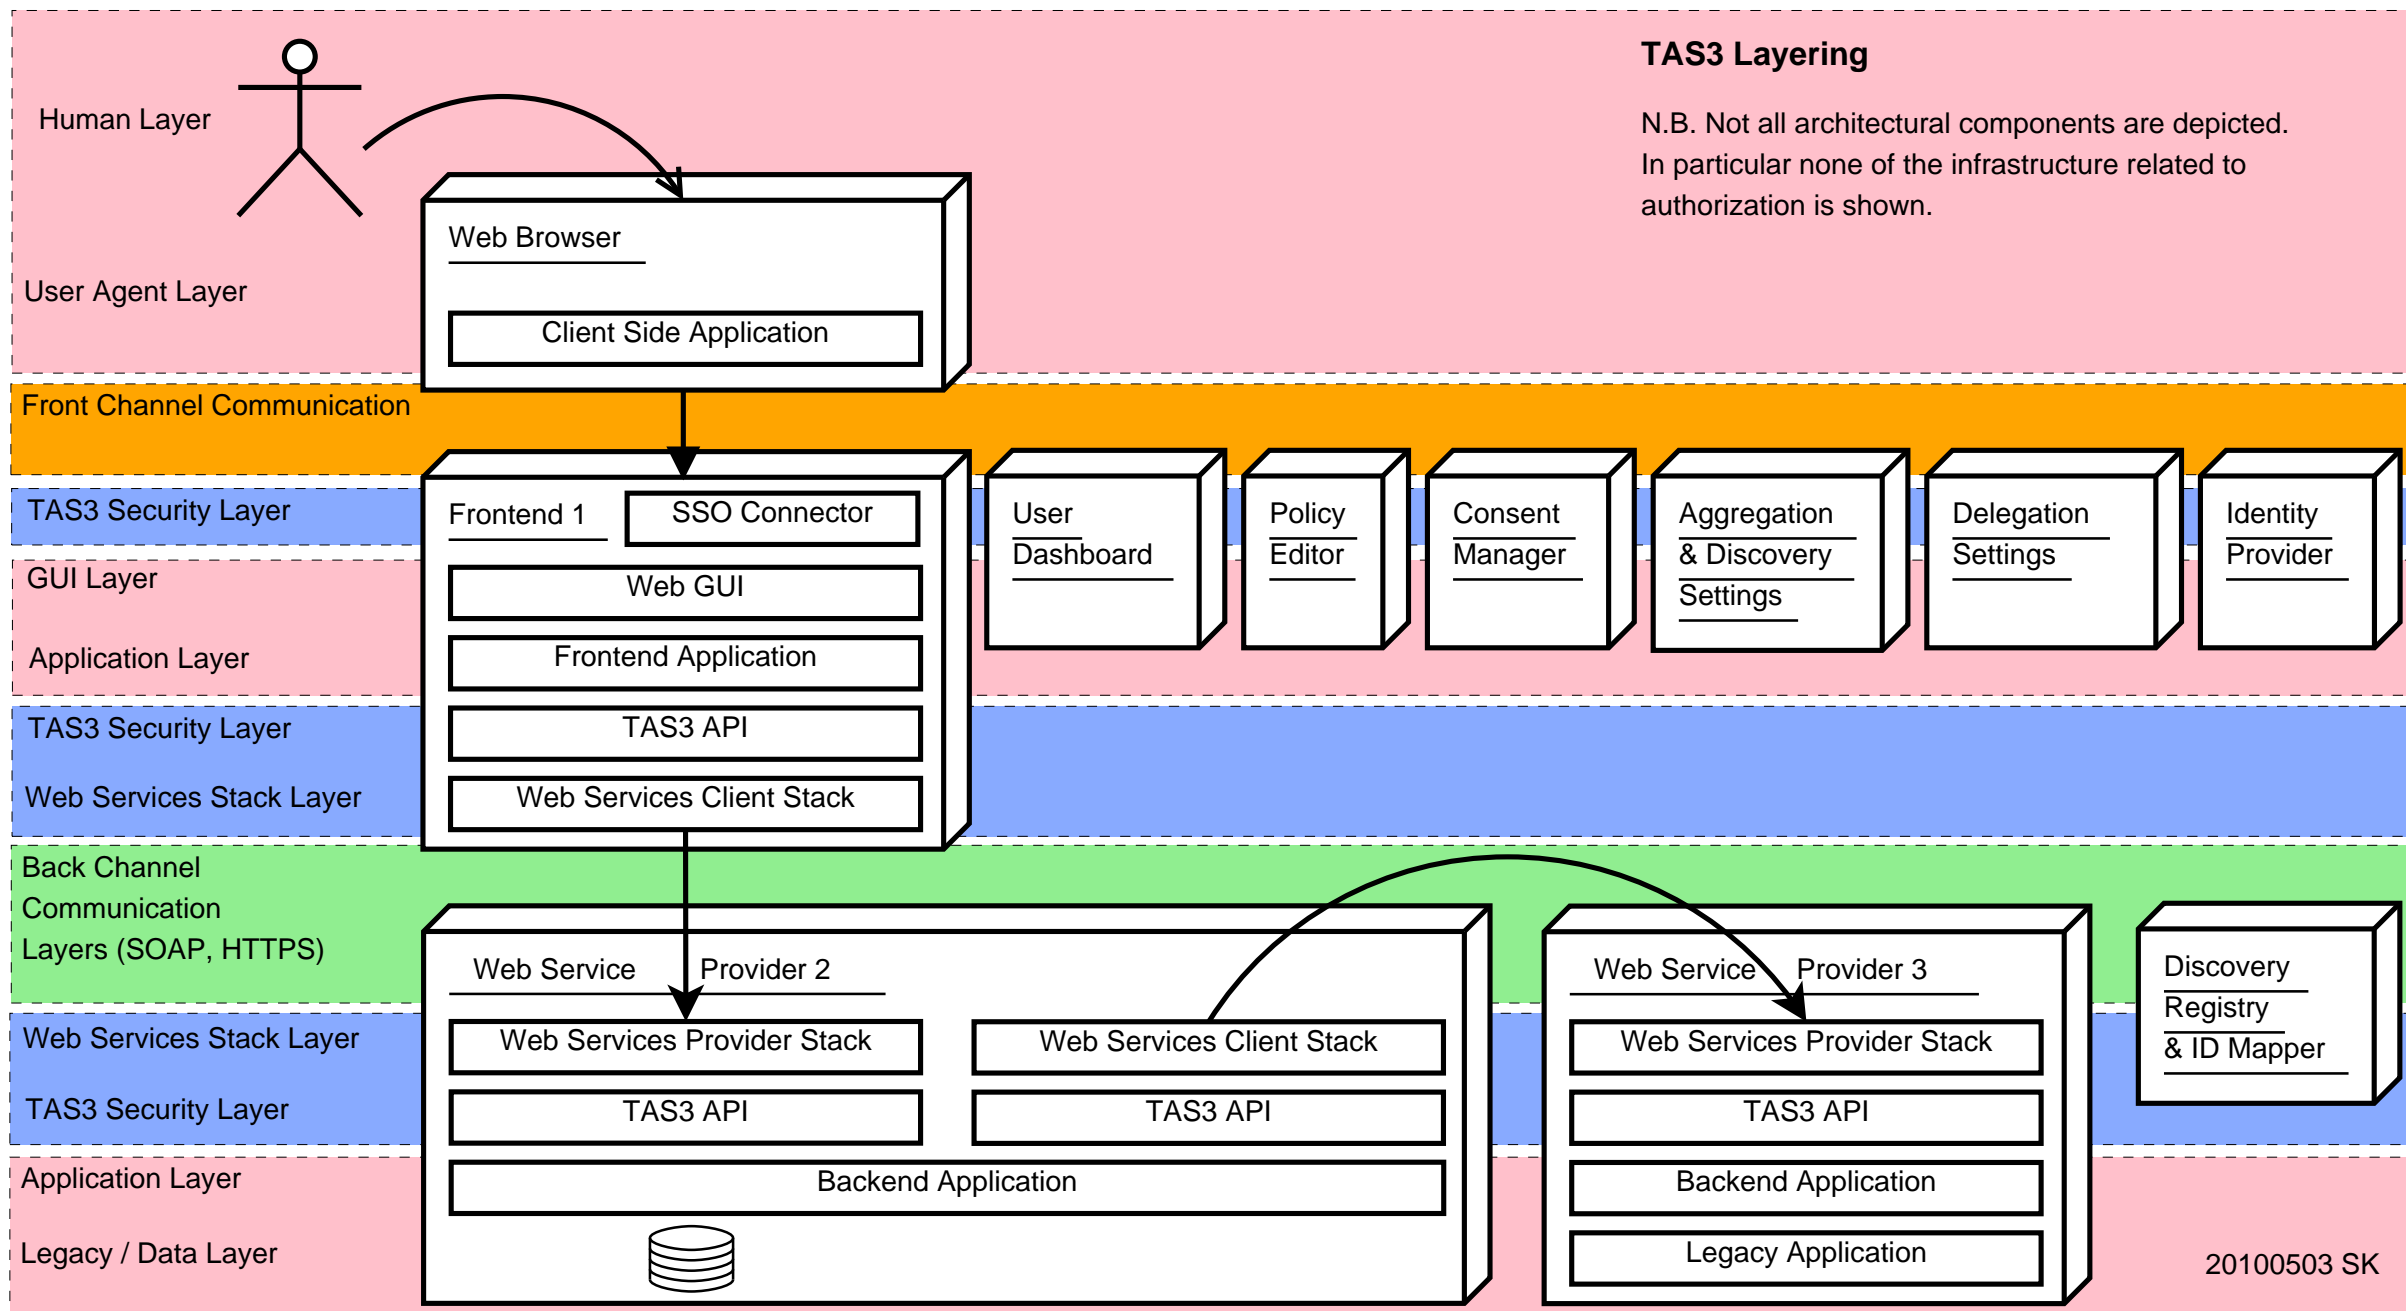 TAS3 Layering
N.B. Not all architectural components are depicted.
In particular none of the infrastructure related to
authorization is shown.
Human Layer
User Agent Layer
Web Browser
Client Side Application
Front Channel Communication
TAS3 Security Layer
Frontend 1
SSO Connector
User
Dashboard
Policy
Editor
Consent
Manager
Aggregation
& Discovery
Settings
Delegation
Settings
Identity
Provider
GUI Layer
Web GUI
Application Layer
Frontend Application
TAS3 Security Layer
TAS3 API
Web Services Stack Layer
Web Services Client Stack
Back Channel
Communication
Layers (SOAP, HTTPS)
Web Service Provider 2
Web Service Provider 3
Discovery
Registry
& ID Mapper
Web Services Stack Layer
Web Services Provider Stack
Web Services Client Stack
Web Services Provider Stack
TAS3 Security Layer
TAS3 API
TAS3 API
TAS3 API
Application Layer
Backend Application
Backend Application
Legacy / Data Layer
Legacy Application
20100503 SK